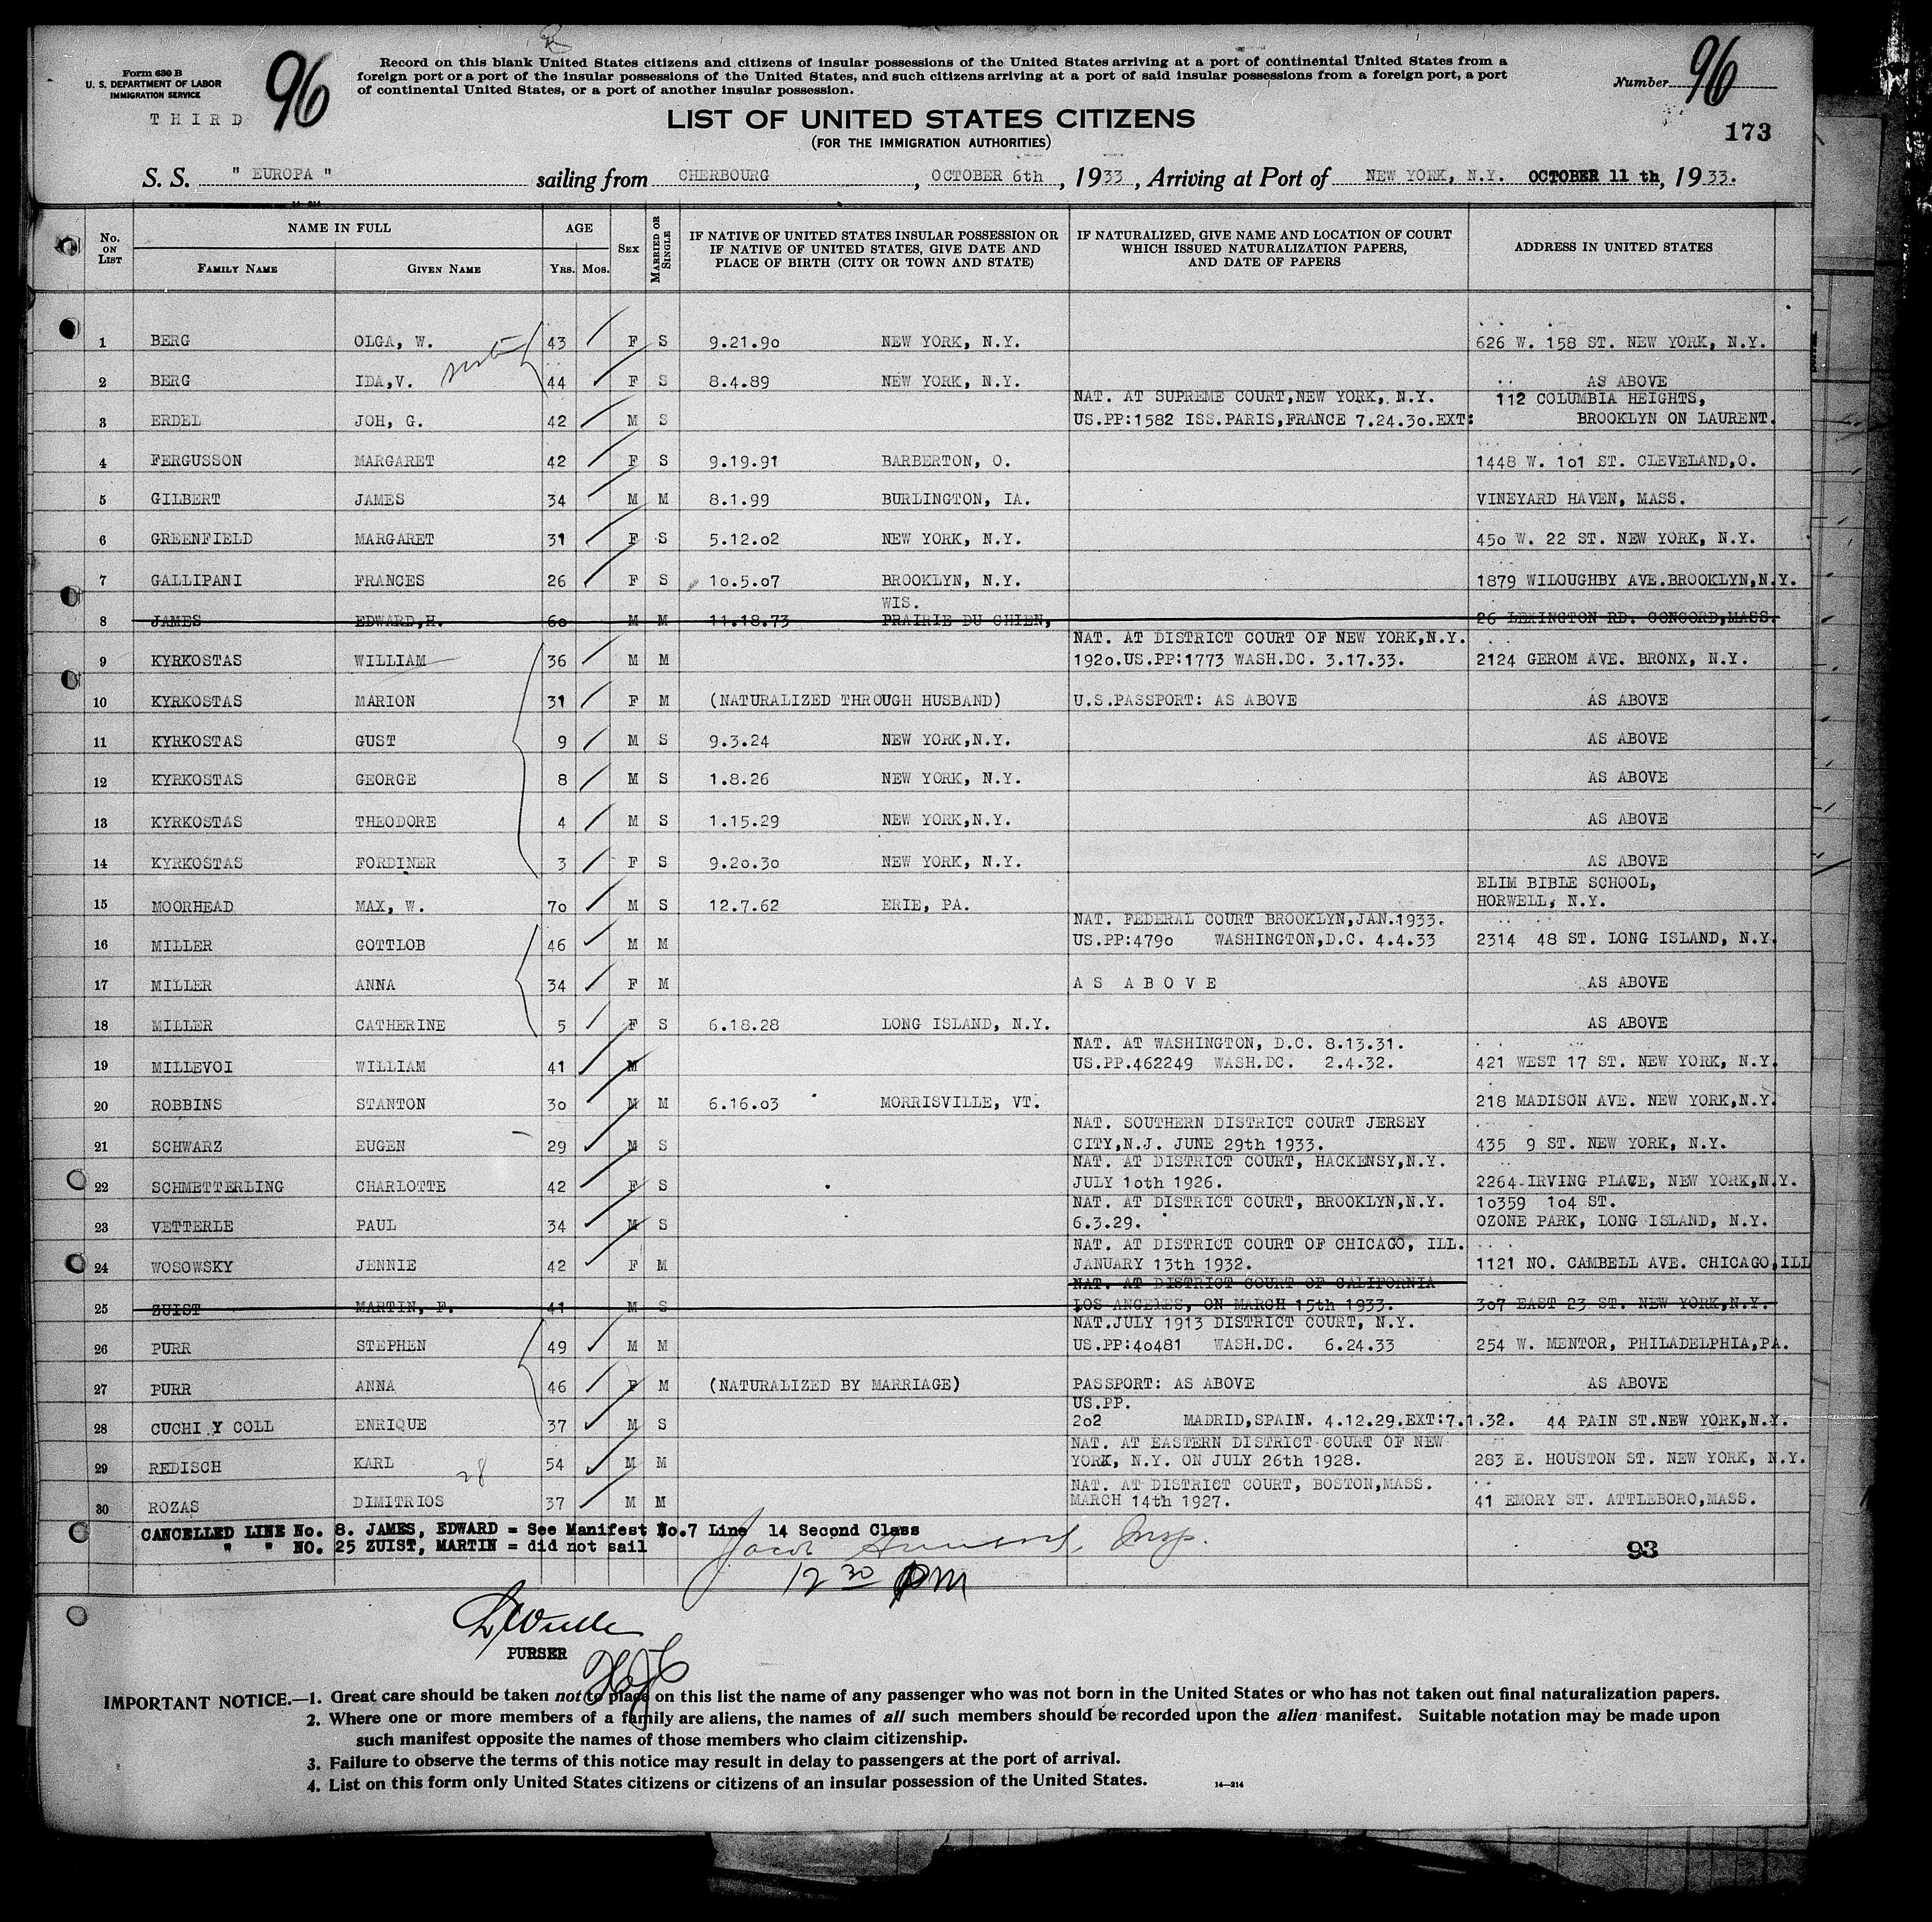 Form 630 B
U. S. DEPARTMENT OF LABOR
IMMIGRATION SERVICE
THIRD
96
Record on this blank United States citizens and citizens of insular possessions of the United States arriving at a port of continental United States from a
foreign port or a port of the insular possessions of the United States, and such citizens arriving at a port of said insular possessions from a foreign port, a port
of continental United States, or a port of another insular possession.
Number 96
LIST OF UNITED STATES CITIZENS
(FOR THE IMMIGRATION AUTHORITIES)
173
S. S. " EUROPA " sailing from CHERBOURG, OCTOBER 6th, 1933, Arriving at Port of NEW YORK, N.Y. OCTOBER 11 th, 1933.
14-214
No. ON LIST
NAME IN FULL
FAMILY NAME GIVEN NAME
AGE
YRS. MOS.
SEX
MARRIED OR SINGLE
IF NATIVE OF UNITED STATES INSULAR POSSESSION OR
IF NATIVE OF UNITED STATES, GIVE DATE AND
PLACE OF BIRTH (CITY OR TOWN AND STATE)
IF NATURALIZED, GIVE NAME AND LOCATION OF COURT
WHICH ISSUED NATURALIZATION PAPERS,
AND DATE OF PAPERS
ADDRESS IN UNITED STATES
1 BERG OLGA, W. 43 F S 9.21.90 NEW YORK, N.Y. 626 W. 158 ST. NEW YORK, N.Y.
2 BERG IDA,V. 44 F S 8.4.89 NEW YORK, N.Y. AS ABOVE
NAT. AT SUPREME COURT,NEW YORK, N.Y. 112 COLUMBIA HEIGHTS,
3 ERDEL JOH, G. 42 M S US.PP:1582 ISS.PARIS,FRANCE 7.24.30.EXT: BROOKLYN ON LAURENT.
4 FERGUSSON MARGARET 42 F S 9.19.91 BARBERTON, O. 1448 W. 101 ST. CLEVELAND,O.
5 GILBERT JAMES 34 M M 8.1.99 BURLINGTON, IA. VINEYARD HAVEN, MASS.
6 GREENFIELD MARGARET 31 F S 5.12.02 NEW YORK, N.Y. 450 W. 22 ST. NEW YORK, N.Y.
7 GALLIPANI FRANCES 26 F S 10.5.07 BROOKLYN, N.Y. 1879 WILOUGHBY AVE.BROOKLYN,N.Y.
WIS.
8 JAMES EDWARD,H. 60 M M 11.18.73 PRAIRIE DU CHIEN, 26 LEXINGTON RD. CONCORD,MASS.
NAT. AT DISTRICT COURT OF NEW YORK,N.Y.
9 KYRKOSTAS WILLIAM 36 M M 1920.US.PP:1773 WASH.DC. 3.17.33. 2124 GEROM AVE. BRONX, N.Y.
10 KYRKOSTAS MARION 31 F M (NATURALIZED THROUGH HUSBAND) U.S.PASSPORT: AS ABOVE AS ABOVE
11 KYRKOSTAS GUST 9 M S 9.3.24 NEW YORK,N.Y. AS ABOVE
12 KYRKOSTAS GEORGE 8 M S 1.8.26 NEW YORK, N.Y. AS ABOVE
13 KYRKOSTAS THEODORE 4 M S 1.15.29 NEW YORK,N.Y. AS ABOVE
14 KYRKOSTAS FORDINER 3 F S 9.20.30 NEW YORK, N.Y. AS ABOVE
ELIM BIBLE SCHOOL,
15 MOORHEAD MAX, W. 70 M S 12.7.62 ERIE, PA. HORWELL, N.Y.
NAT. FEDERAL COURT BROOKLYN,JAN.1933.
16 MILLER GOTTLOB 46 M M US.PP:4790 WASHINGTON,D.C. 4.4.33 2314 48 ST. LONG ISLAND, N.Y.
17 MILLER ANNA 34 F M AS ABOVE AS ABOVE
18 MILLER CATHERINE 5 F S 6.18.28 LONG ISLAND, N.Y. AS ABOVE
NAT. AT WASHINGTON, D.C. 8.13.31.
19 MILLEVOI WILLIAM 41 M US.PP.462249 WASH.DC. 2.4.32. 421 WEST 17 ST. NEW YORK, N.Y.
20 ROBBINS STANTON 30 M M 6.16.03 MORRISVILLE, VT. 218 MADISON AVE. NEW YORK,N.Y.
NAT. SOUTHERN DISTRICT COURT JERSEY
21 SCHWARZ EUGEN 29 M S CITY,N.J. JUNE 29th 1933. 435 9 ST. NEW YORK, N.Y.
NAT. AT DISTRICT COURT, HACKENSY,N.Y.
22 SCHMETTERLING CHARLOTTE 42 F S JULY 10th 1926. 2264 IRVING PLACE, NEW YORK,N.Y.
NAT. AT DISTRICT COURT, BROOKLYN,N.Y. 10359 104 ST.
23 VETTERLE PAUL 34 M S 6.3.29. OZONE PARK, LONG ISLAND, N.Y.
NAT. AT DISTRICT COURT OF CHICAGO, ILL.
24 WOSOWSKY JENNIE 42 F M JANUARY 13th 1932. 1121 NO. CAMBELL AVE. CHICAGO,ILL
NAT. AT DISTRICT COURT OF CALIFORNIA
25 ZUIST MARTIN, F. 41 M S LOS ANGELES, ON MARCH 15th 1933. 307 EAST 23 ST. NEW YORK,N.Y.
NAT.JULY 1913 DISTRICT COURT, N.Y.
26 PURR STEPHEN 49 M M US.PP:40481 WASH.DC. 6.24.33 254 W. MENTOR, PHILADELPHIA,PA.
27 PURR ANNA 46 F M (NATURALIZED BY MARRIAGE) PASSPORT: AS ABOVE AS ABOVE
US.PP.
28 CUCHI Y COLL ENRIQUE 37 M S 202 MADRID,SPAIN. 4.12.29.EXT:7.1.32. 44 PAIN ST.NEW YORK,N.Y.
NAT. AT EASTERN DISTRICT COURT OF NEW
29 REDISCH KARL 54 M M YORK, N.Y. ON JULY 26th 1928. 283 E. HOUSTON ST. NEW YORK, N.Y.
28
NAT. AT DISTRICT COURT, BOSTON,MASS.
30 ROZAS DIMITRIOS 37 M M MARCH 14th 1927. 41 EMORY ST. ATTLEBORO,MASS.
CANCELLED LINE No. 8. JAMES, EDWARD = See Manifest No.7 Line 14 Second Class
" " NO. 25 ZUIST, MARTIN = did not sail
Jacob Insp.
93
12 30 PM
PURSER
IMPORTANT NOTICE.—1. Great care should be taken not to place on this list the name of any passenger who was not born in the United States or who has not taken out final naturalization papers.
2. Where one or more members of a family are aliens, the names of all such members should be recorded upon the alien manifest. Suitable notation may be made upon
such manifest opposite the names of those members who claim citizenship.
3. Failure to observe the terms of this notice may result in delay to passengers at the port of arrival.
4. List on this form only United States citizens or citizens of an insular possession of the United States.
14-214